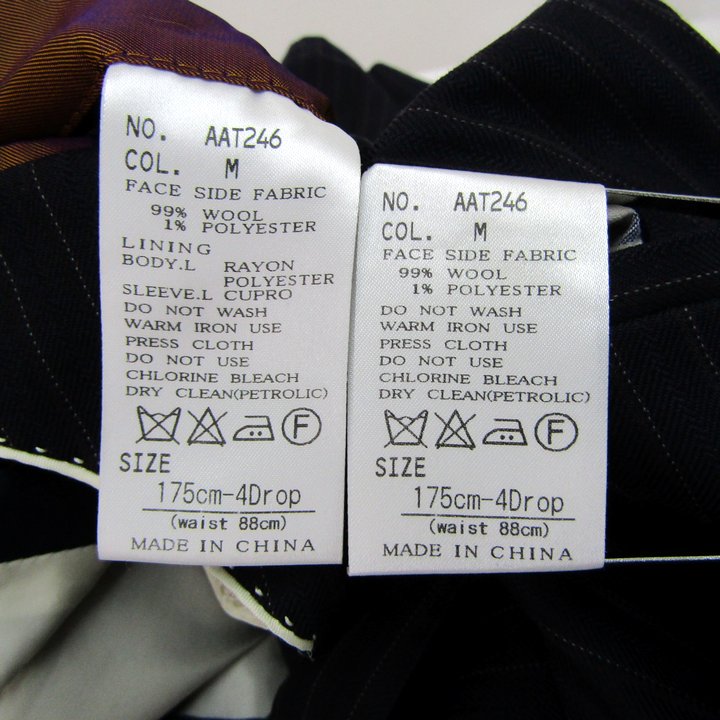 NO. AAT246
COL. M
FACE SIDE FABRIC
99% WOOL
1% POLYESTER
LINING
BODY.L RAYON
POLYESTER
SLEEVE.L CUPRO
DO NOT WASH
WARM IRON USE
PRESS CLOTH
DO NOT USE
CHLORINE BLEACH
DRY CLEAN(PETROLIC)
F
SIZE
175cm-4Drop
(waist 88cm)
MADE IN CHINA
NO. AAT246
COL. M
FACE SIDE FABRIC
99% WOOL
1% POLYESTER
DO NOT WASH
WARM IRON USE
PRESS CLOTH
DO NOT USE
CHLORINE BLEACH
DRY CLEAN(PETROLIC)
F
SIZE
175cm-4Drop
(waist 88cm)
MADE IN CHINA